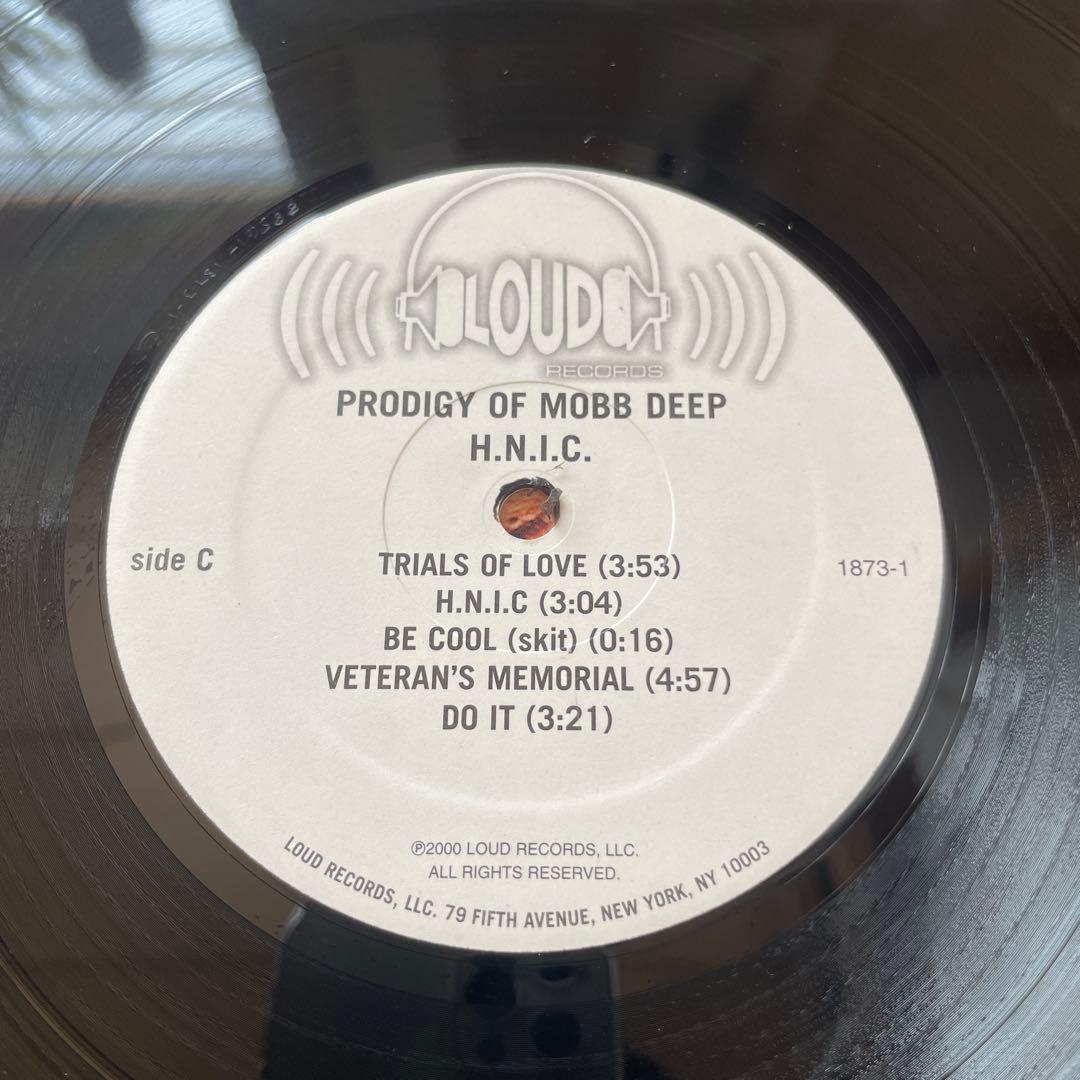 LOUD
RECORDS
PRODIGY OF MOBB DEEP
H.N.I.C.
side C
1873-1
TRIALS OF LOVE (3:53)
H.N.I.C (3:04)
BE COOL (skit) (0:16)
VETERAN'S MEMORIAL (4:57)
DO IT (3:21)
℗2000 LOUD RECORDS, LLC.
ALL RIGHTS RESERVED.
LOUD RECORDS, LLC. 79 FIFTH AVENUE, NEW YORK, NY 10003